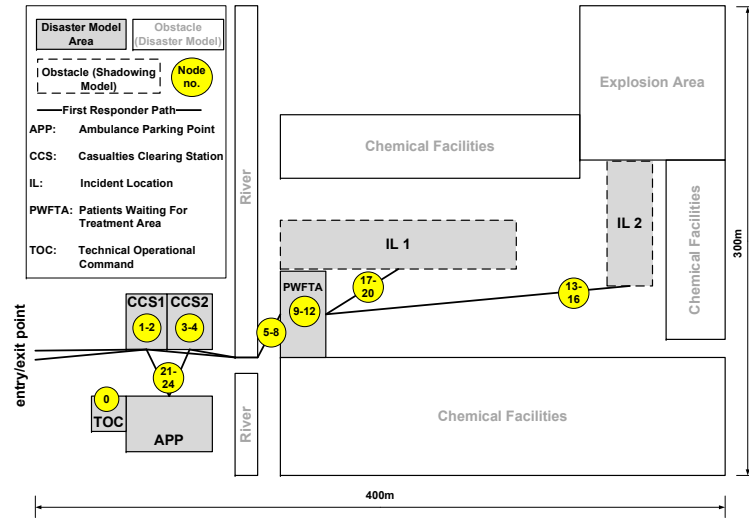 Disaster Model
Area
Obstacle
(Disaster Model)
Obstacle (Shadowing
Model)
Node
no.
First Responder Path
APP: Ambulance Parking Point
CCS: Casualties Clearing Station
IL: Incident Location
PWFTA: Patients Waiting For
Treatment Area
TOC: Technical Operational
Command
River
Explosion Area
Chemical Facilities
IL 1
IL 2
Chemical Facilities
300m
17-
20
13-
16
PWFTA
9-12
CCS1
CCS2
1-2
3-4
5-8
entry/exit point
21-
24
0
TOC
APP
River
Chemical Facilities
400m